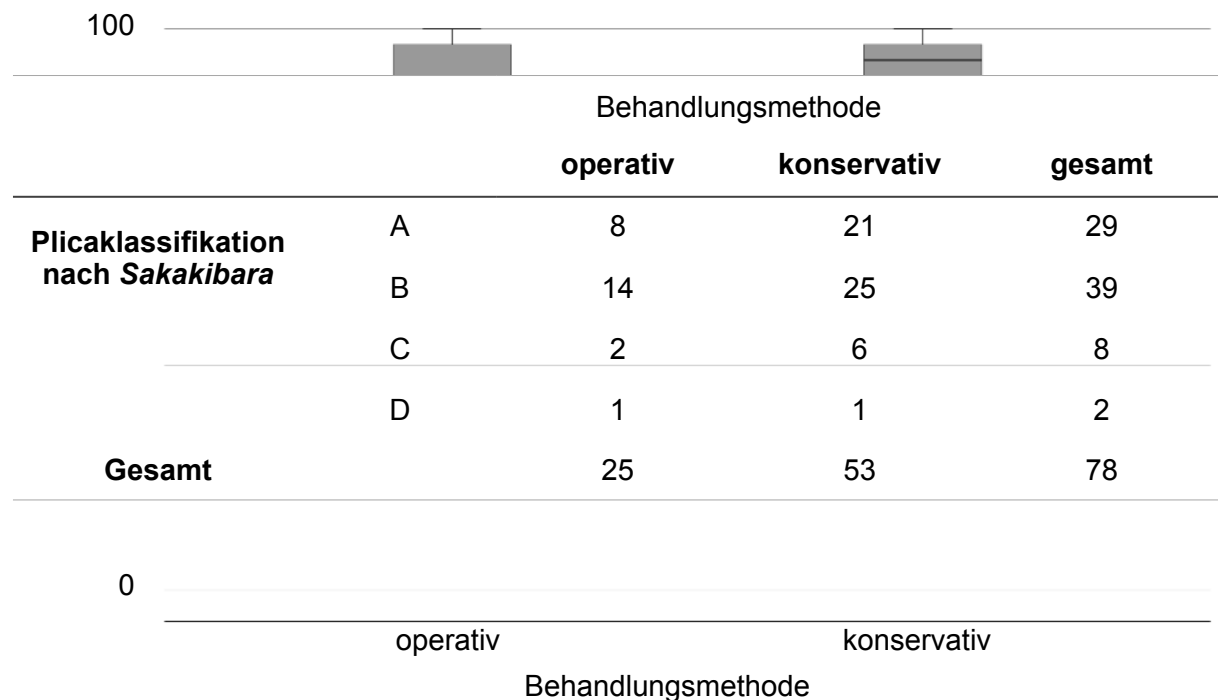 100
Behandlungsmethode
operativ konservativ gesamt
Plicaklassifikation
nach Sakakibara
A 8 21 29
B 14 25 39
C 2 6 8
D 1 1 2
Gesamt 25 53 78
0
operativ konservativ
Behandlungsmethode